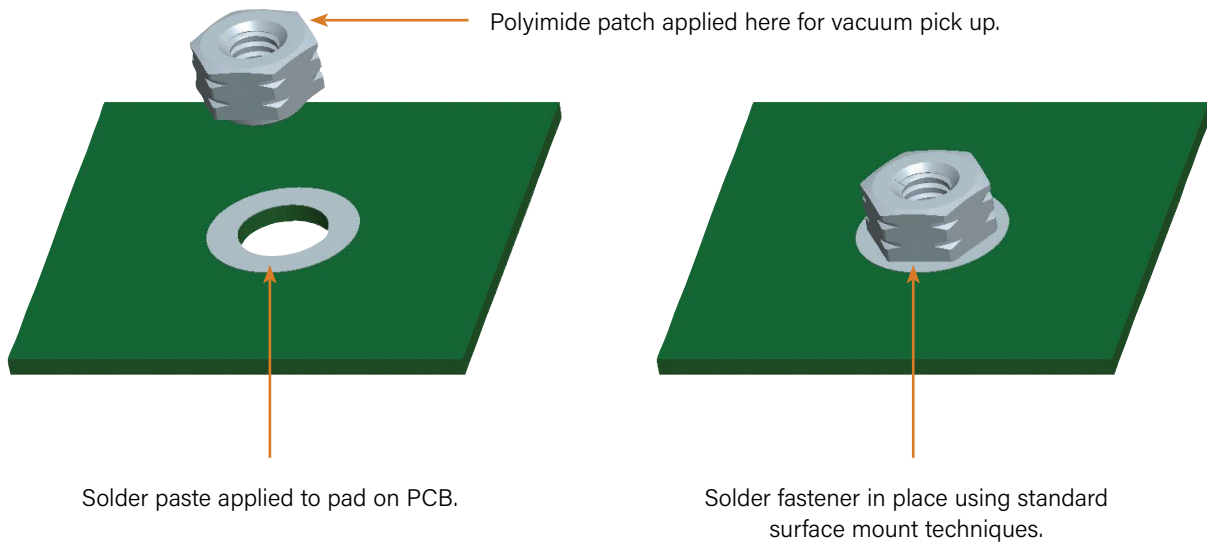 Polyimide patch applied here for vacuum pick up.
Solder paste applied to pad on PCB.
Solder fastener in place using standard
surface mount techniques.